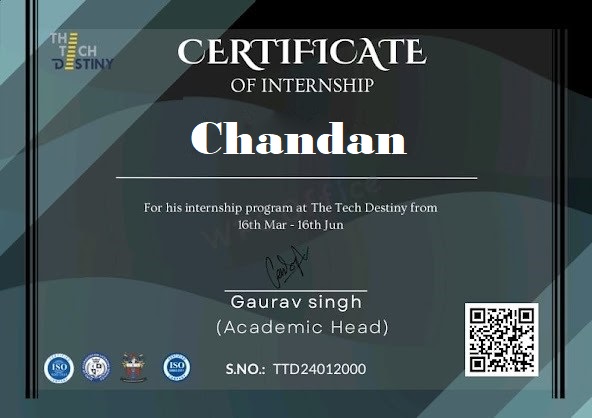 THE
TECH
DESTINY
CERTIFICATE
OF INTERNSHIP
Chandan
For his internship program at The Tech Destiny from
16th Mar - 16th Jun
Gaurav singh
(Academic Head)
S.NO.: TTD24012000
ISO
ISO